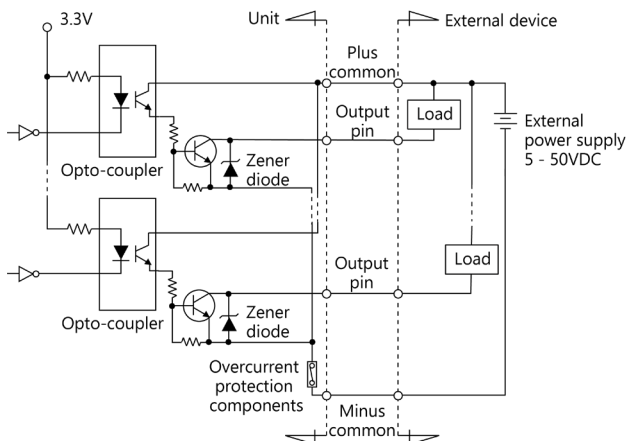 3.3V
Unit
External device
Plus
common
Output
pin
Load
External
power supply
5 - 50VDC
Opto-coupler
Zener
diode
Output
pin
Load
Opto-coupler
Zener
diode
Overcurrent
protection
components
Minus
common